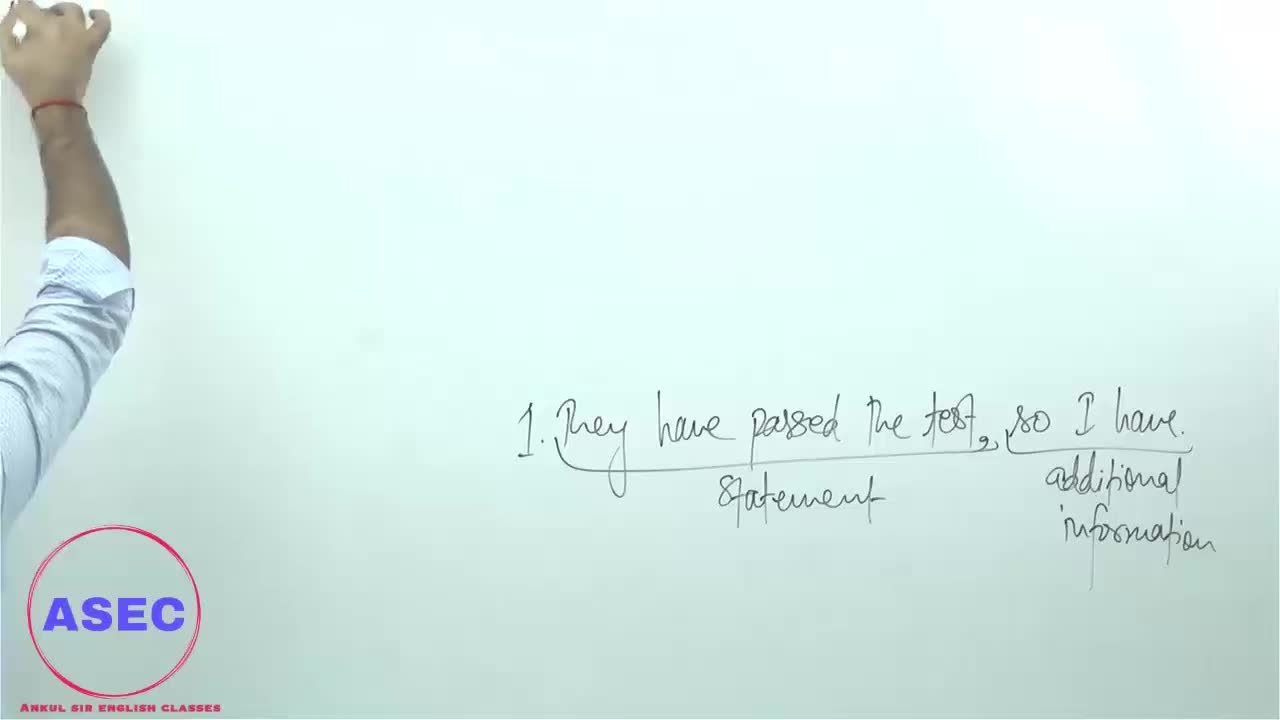 1. They have passed the test, so I have.
statement
additional
information
ASEC
ANKUL SIR ENGLISH CLASSES